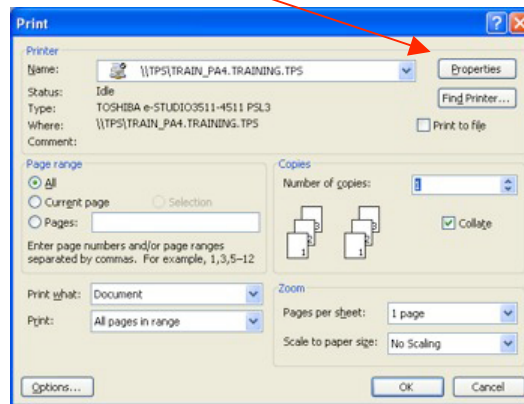 Print
Printer
Name: \\TPS\TRAIN_PA4.TRAINING.TPS Properties
Status: Idle
Find Printer...
Type: TOSHIBA e-STUDIO3511-4511 PSL3
Where: \\TPS\TRAIN_PA4.TRAINING.TPS
Print to file
Comment:
Page range
All
Current page Selection
Pages:
Enter page numbers and/or page ranges
separated by commas. For example, 1,3,5–12
Copies
Number of copies: 1
Collate
Print what: Document
Print: All pages in range
Zoom
Pages per sheet: 1 page
Scale to paper size: No Scaling
Options... OK Cancel